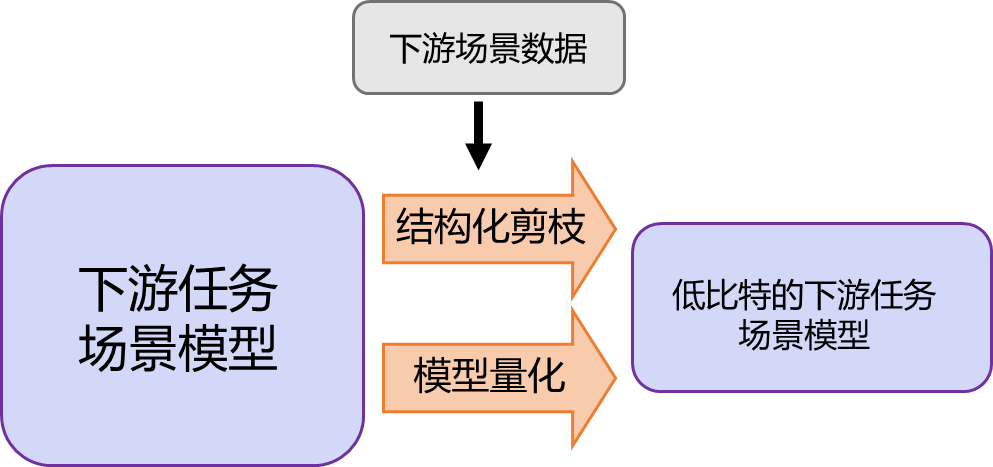 下游场景数据
下游任务
场景模型
结构化剪枝
模型量化
低比特的下游任务
场景模型